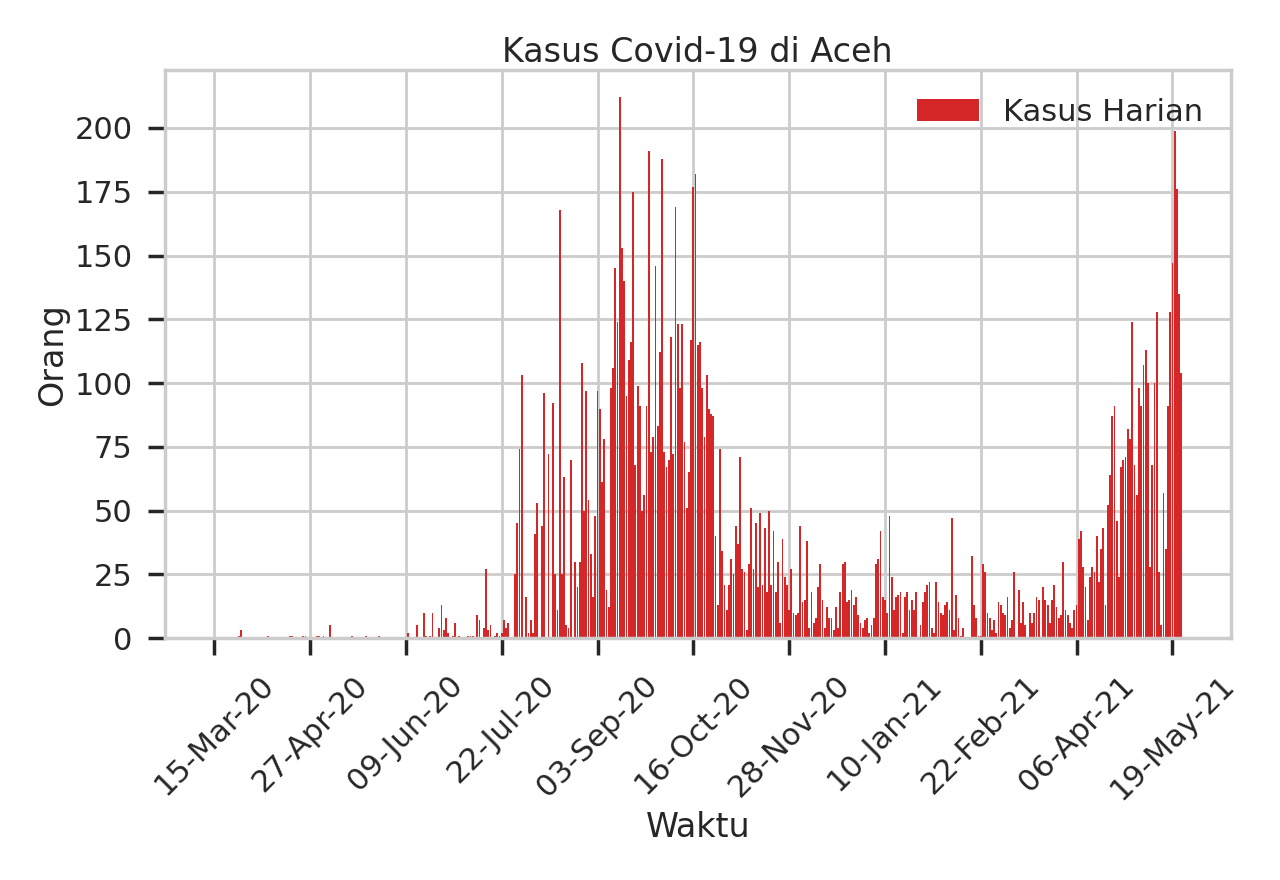 Kasus Covid-19 di Aceh
Kasus Harian
Orang
200
175
150
125
100
75
50
25
0
15-Mar-20
27-Apr-20
09-Jun-20
22-Jul-20
03-Sep-20
16-Oct-20
28-Nov-20
10-Jan-21
22-Feb-21
06-Apr-21
19-May-21
Waktu